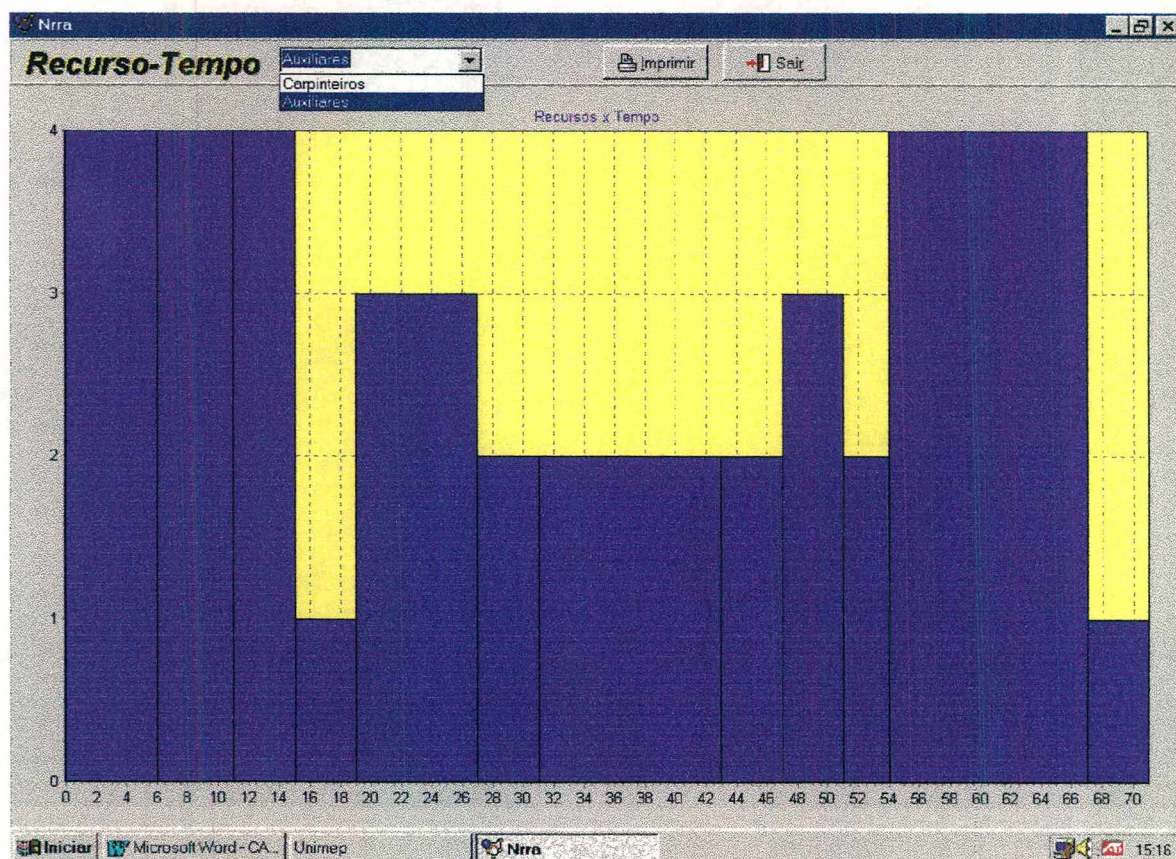 Nrra
Recurso-Tempo
Auxiliares
Imprimir
Sair
Carpinteiros
Auxiliares
Recursos x Tempo
4
3
2
1
0
0 2 4 6 8 10 12 14 16 18 20 22 24 26 28 30 32 34 36 38 40 42 44 46 48 50 52 54 56 58 60 62 64 66 68 70
Iniciar
Microsoft Word - CA...
Unimep
Nrra
ATI
15:18